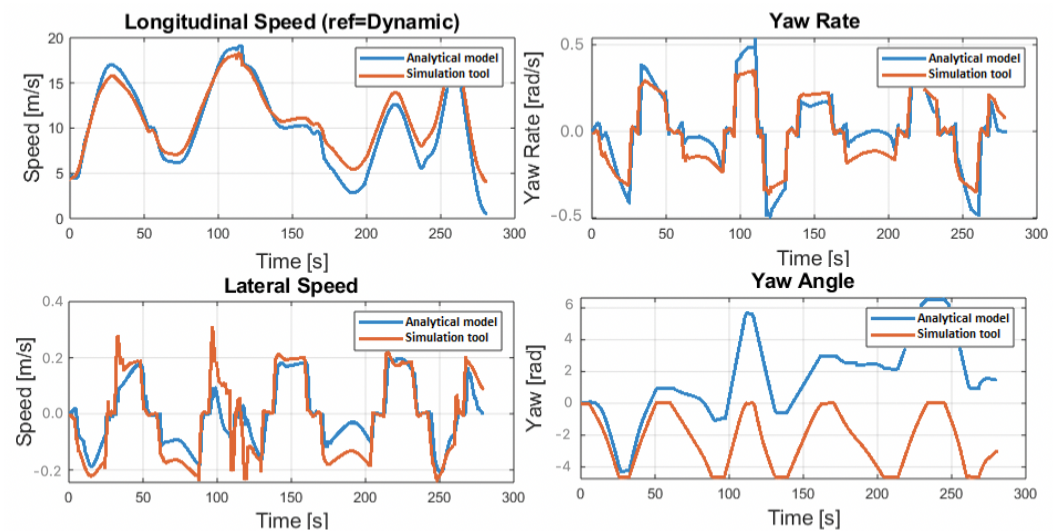 Longitudinal Speed (ref=Dynamic)
Speed [m/s]
20
15
10
5
0
Analytical model
Simulation tool
0 50 100 150 200 250 300
Time [s]
Yaw Rate
Yaw Rate [rad/s]
0.5
0.0
-0.5
Analytical model
Simulation tool
0 50 100 150 200 250 300
Time [s]
Lateral Speed
Speed [m/s]
0.4
0.2
0.0
-0.2
Analytical model
Simulation tool
0 50 100 150 200 250 300
Time [s]
Yaw Angle
Yaw [rad]
6
4
2
0
-2
-4
Analytical model
Simulation tool
0 50 100 150 200 250 300
Time [s]